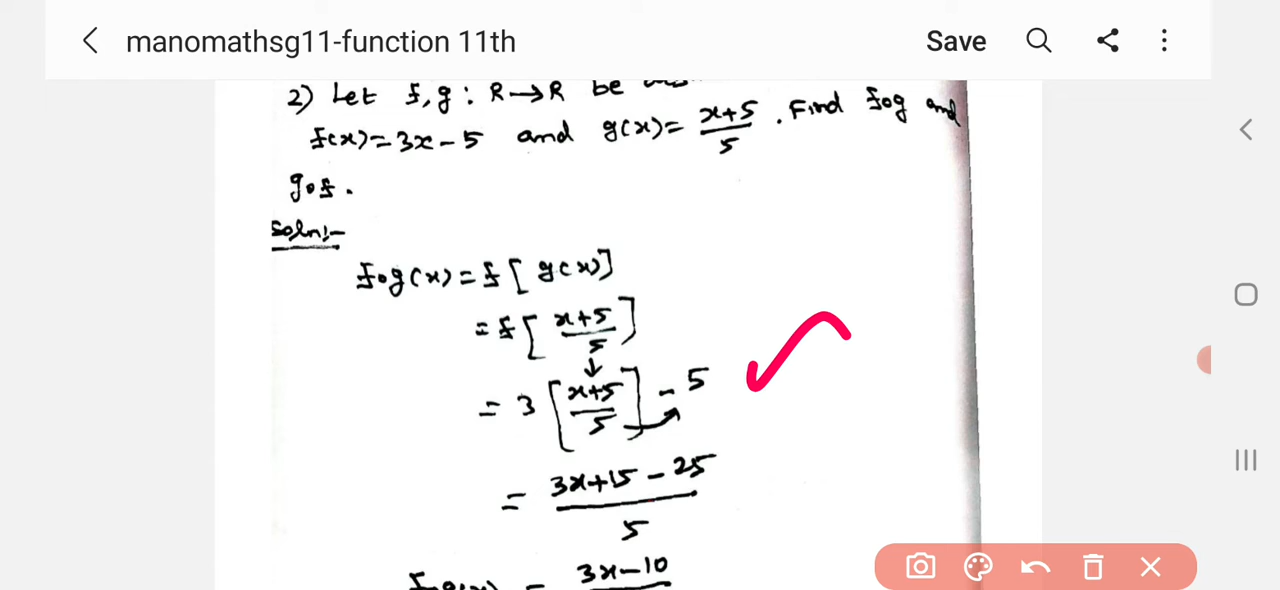 manomathsg11-function 11th
Save
2) Let f, g : R→R be
f(x)=3x-5 and g(x)= x+5/5 . Find fog and
gof.
Soln:-
fog(x)=f[g(x)]
=f[x+5/5]
=3[x+5/5]-5
=3x+15-25/5
= 3x-10